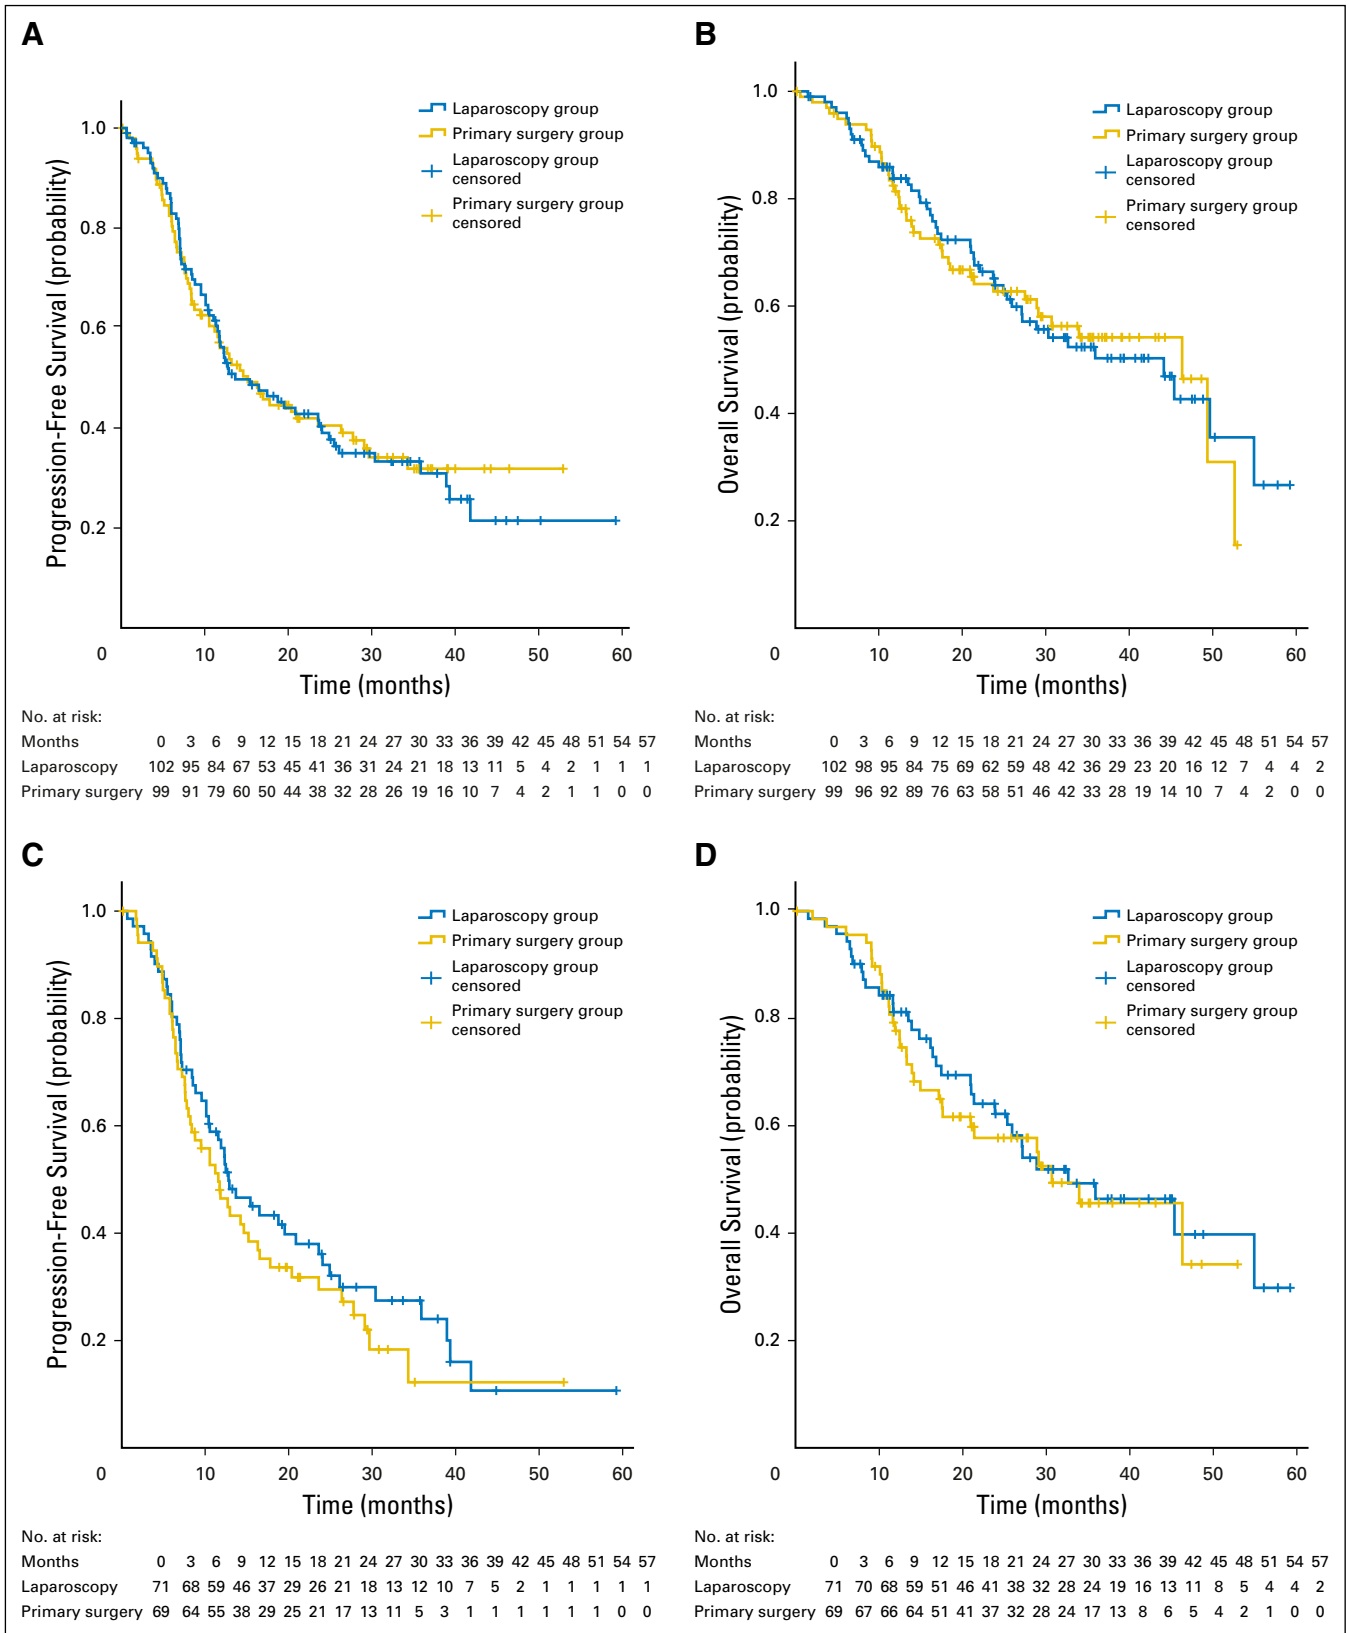 A
Progression-Free Survival (probability)
1.0
0.8
0.6
0.4
0.2
Laparoscopy group
Primary surgery group
Laparoscopy group
censored
Primary surgery group
censored
0 10 20 30 40 50 60
Time (months)
No. at risk:
Months 0 3 6 9 12 15 18 21 24 27 30 33 36 39 42 45 48 51 54 57
Laparoscopy 102 95 84 67 53 45 41 36 31 24 21 18 13 11 5 4 2 1 1 1
Primary surgery 99 91 79 60 50 44 38 32 28 26 19 16 10 7 4 2 1 1 0 0
B
Overall Survival (probability)
1.0
0.8
0.6
0.4
0.2
Laparoscopy group
Primary surgery group
Laparoscopy group
censored
Primary surgery group
censored
0 10 20 30 40 50 60
Time (months)
No. at risk:
Months 0 3 6 9 12 15 18 21 24 27 30 33 36 39 42 45 48 51 54 57
Laparoscopy 102 98 95 84 75 69 62 59 48 42 36 29 23 20 16 12 7 4 4 2
Primary surgery 99 96 92 89 76 63 58 51 46 42 33 28 19 14 10 7 4 2 0 0
C
Progression-Free Survival (probability)
1.0
0.8
0.6
0.4
0.2
Laparoscopy group
Primary surgery group
Laparoscopy group
censored
Primary surgery group
censored
0 10 20 30 40 50 60
Time (months)
No. at risk:
Months 0 3 6 9 12 15 18 21 24 27 30 33 36 39 42 45 48 51 54 57
Laparoscopy 71 68 59 46 37 29 26 21 18 13 12 10 7 5 2 1 1 1 1 1
Primary surgery 69 64 55 38 29 25 21 17 13 11 5 3 1 1 1 1 1 1 0 0
D
Overall Survival (probability)
1.0
0.8
0.6
0.4
0.2
Laparoscopy group
Primary surgery group
Laparoscopy group
censored
Primary surgery group
censored
0 10 20 30 40 50 60
Time (months)
No. at risk:
Months 0 3 6 9 12 15 18 21 24 27 30 33 36 39 42 45 48 51 54 57
Laparoscopy 71 70 68 59 51 46 41 38 32 28 24 19 16 13 11 8 5 4 4 2
Primary surgery 69 67 66 64 51 41 37 32 28 24 17 13 8 6 5 4 2 1 0 0